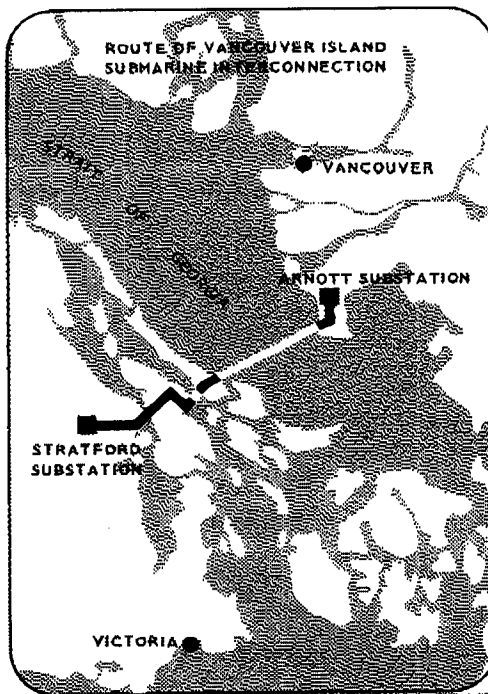 ROUTE OF VANCOUVER ISLAND
SUBMARINE INTERCONNECTION
STRAIT
OF
GEORGIA
VANCOUVER
ARNOTT SUBSTATION
STRATFORD
SUBSTATION
VICTORIA